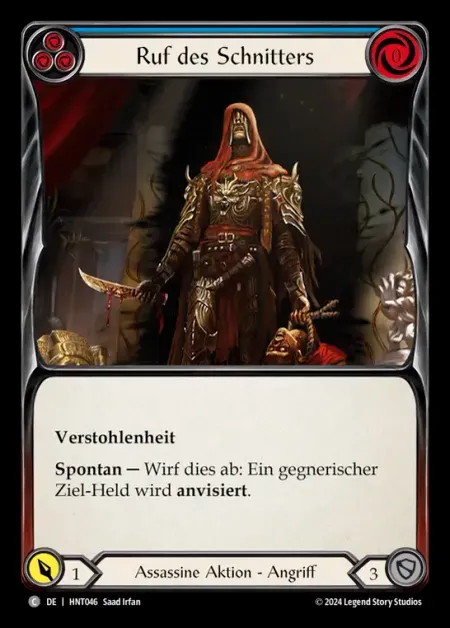 Ruf des Schnitters
0
Verstohlenheit
Spontan — Wirf dies ab: Ein gegnerischer
Ziel-Held wird anvisiert.
1
Assassine Aktion - Angriff
3
C DE | HNT046 Saad Irfan
© 2024 Legend Story Studios